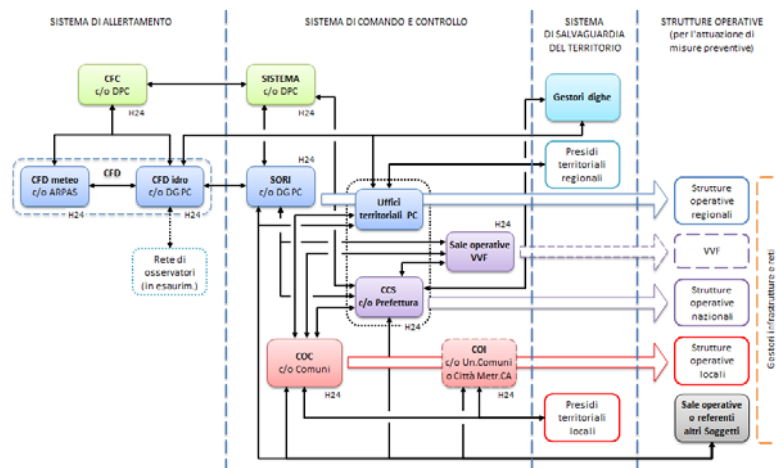 SISTEMA DI ALLERTAMENTO
SISTEMA DI COMANDO E CONTROLLO
SISTEMA
DI SALVAGUARDIA
DEL TERRITORIO
STRUTTURE OPERATIVE
(per l'attuazione di
misure preventive)
CFC
c/o DPC
H24
SISTEMA
c/o DPC
H24
Gestori dighe
CFD meteo
c/o ARPAS
H24
CFD
CFD idro
c/o DG PC
H24
SORI
c/o DG PC
H24
Uffici
territoriali PC
Presidi
territoriali
regionali
Strutture
operative
regionali
Rete di
osservatori
(in esaurim.)
Sale operative
VVF
H24
VVF
CCS
c/o Prefettura
H24
Strutture
operative
nazionali
COC
c/o Comuni
H24
COI
c/o Un.Comuni
o Città Metr.CA
H24
Strutture
operative
locali
Presidi
territoriali
locali
Sale operative
o referenti
altri Soggetti
Gestori infrastrutture e reti